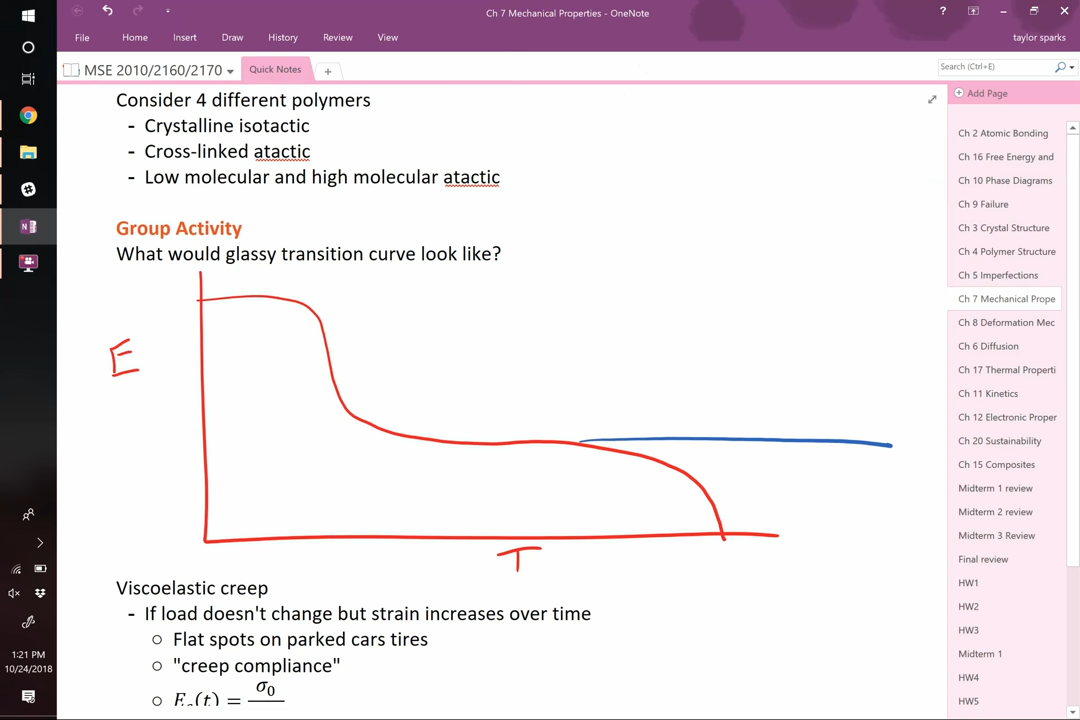 Ch 7 Mechanical Properties - OneNote
?
File Home Insert Draw History Review View
taylor sparks
MSE 2010/2160/2170
Quick Notes
+
Search (Ctrl+E)
Add Page
Consider 4 different polymers
- Crystalline isotactic
- Cross-linked atactic
- Low molecular and high molecular atactic
Group Activity
What would glassy transition curve look like?
E
T
Viscoelastic creep
- If load doesn't change but strain increases over time
○ Flat spots on parked cars tires
○ "creep compliance"
σ₀
Ch 2 Atomic Bonding
Ch 16 Free Energy and
Ch 10 Phase Diagrams
Ch 9 Failure
Ch 3 Crystal Structure
Ch 4 Polymer Structure
Ch 5 Imperfections
Ch 7 Mechanical Prope
Ch 8 Deformation Mec
Ch 6 Diffusion
Ch 17 Thermal Properti
Ch 11 Kinetics
Ch 12 Electronic Proper
Ch 20 Sustainability
Ch 15 Composites
Midterm 1 review
Midterm 2 review
Midterm 3 Review
Final review
HW1
HW2
HW3
Midterm 1
HW4
HW5
1:21 PM
10/24/2018